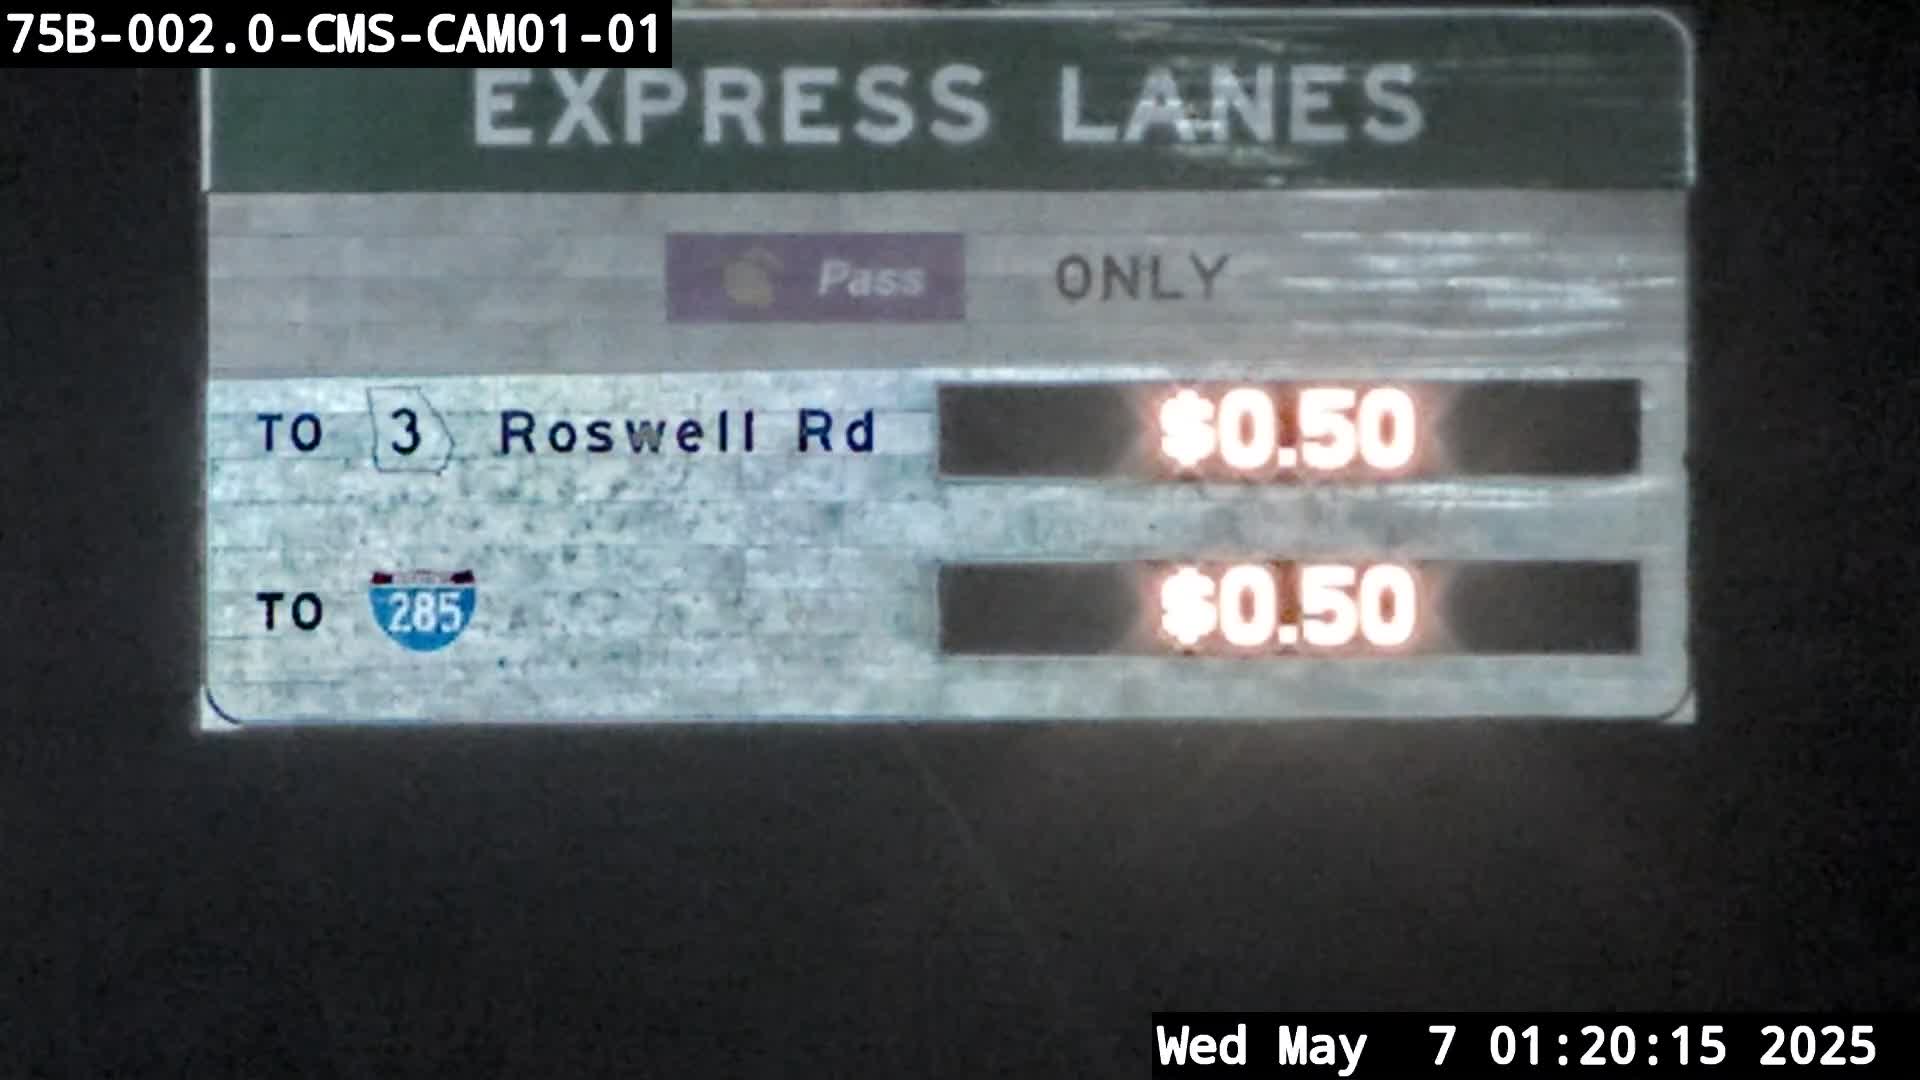 75B-002.0-CMS-CAM01-01
EXPRESS LANES
Pass ONLY
TO 3 Roswell Rd $0.50
TO 285 $0.50
Wed May 7 01:20:15 2025